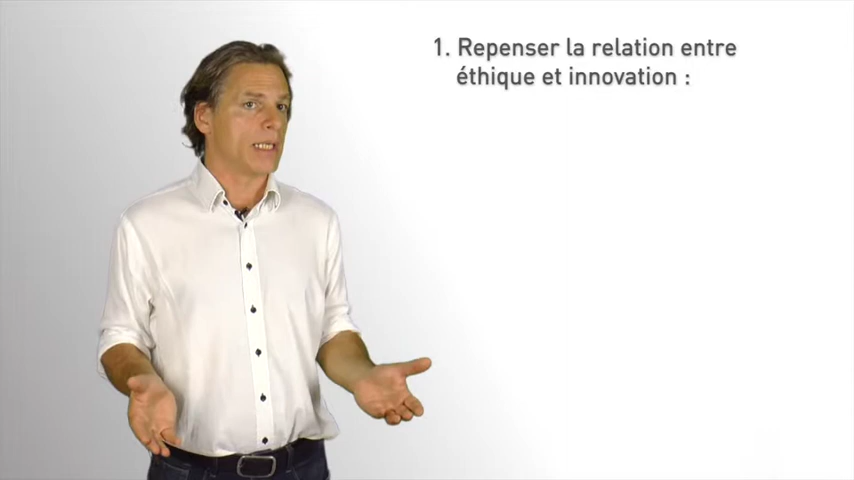 1. Repenser la relation entre
éthique et innovation :